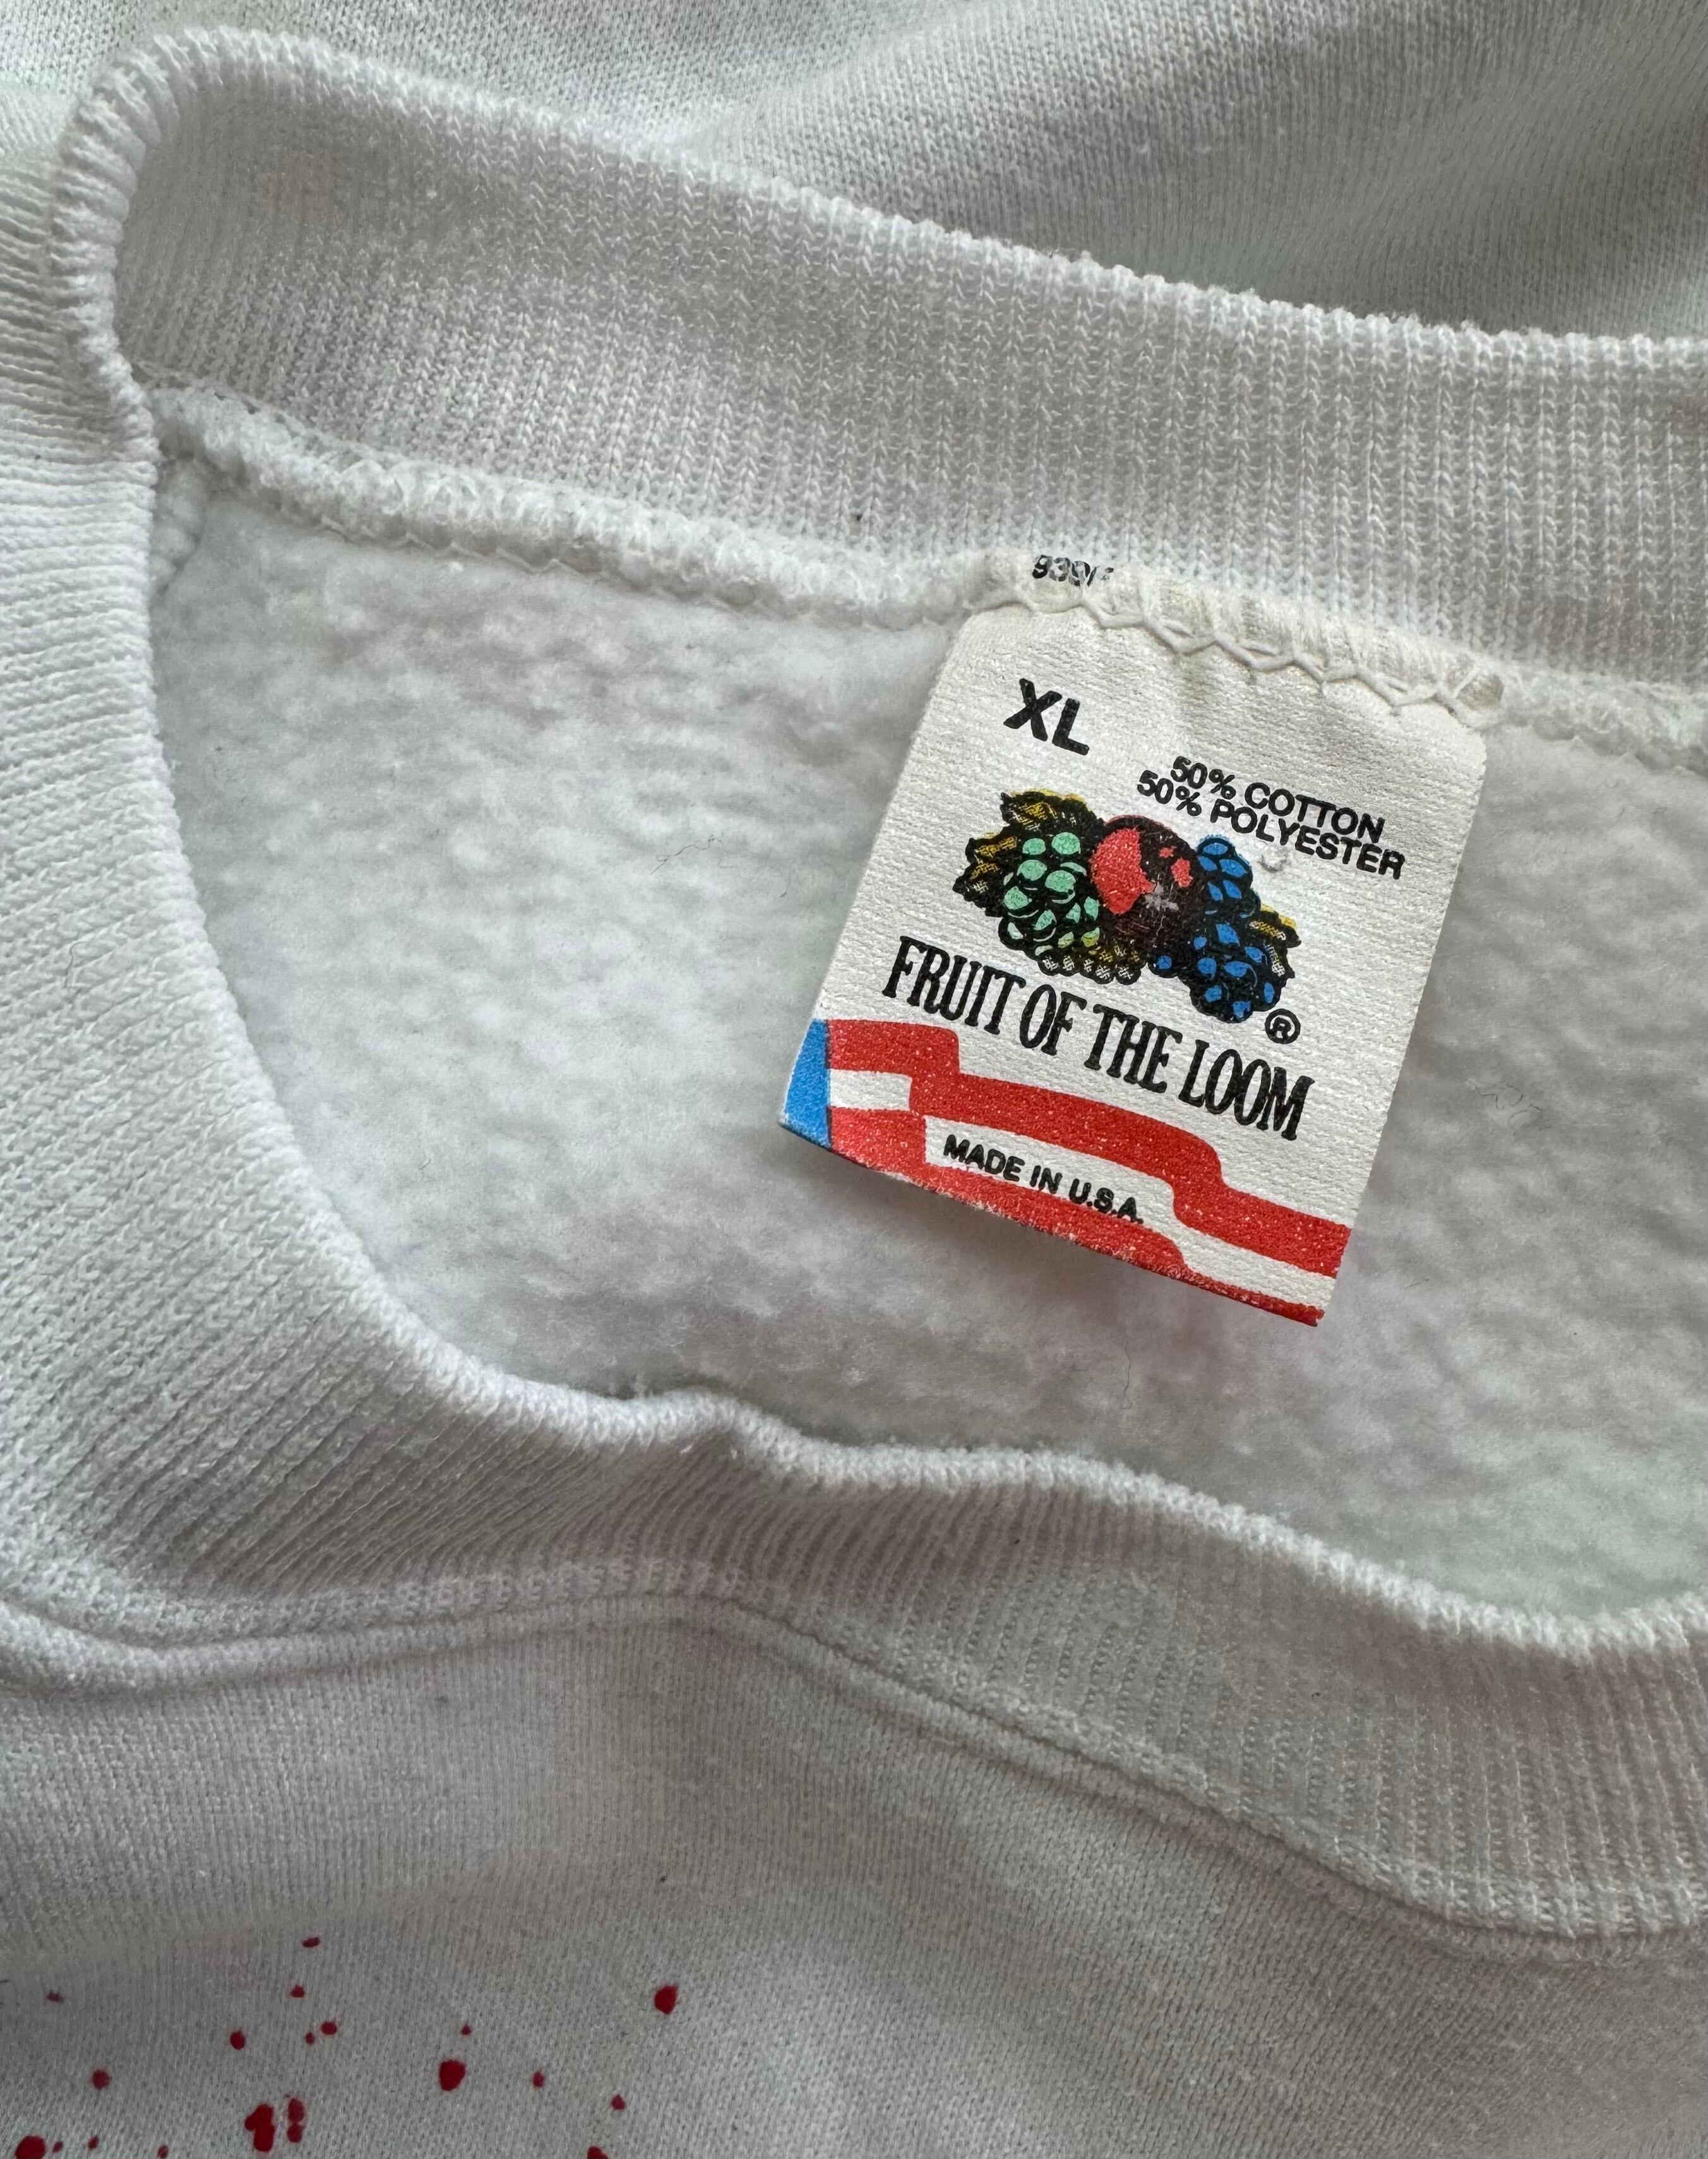 XL
50% COTTON
50% POLYESTER
FRUIT OF THE LOOM
®
MADE IN U.S.A.